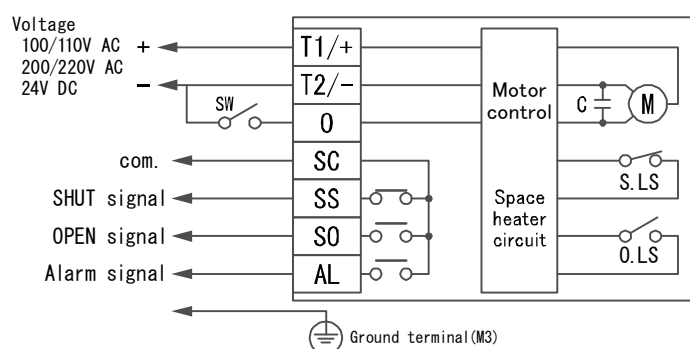 Voltage
100/110V AC +
200/220V AC
24V DC -
SW
com.
SHUT signal
OPEN signal
Alarm signal
T1/+
T2/-
O
SC
SS
SO
AL
Motor
control
Space
heater
circuit
C
M
S.LS
O.LS
Ground terminal(M3)